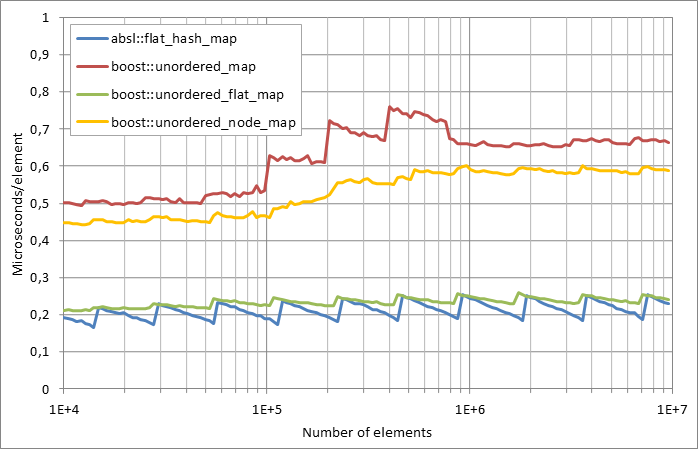 absl::flat_hash_map
boost::unordered_map
boost::unordered_flat_map
boost::unordered_node_map
1
0,9
0,8
0,7
0,6
0,5
0,4
0,3
0,2
0,1
0
Microseconds/element
1E+4 1E+5 1E+6 1E+7
Number of elements